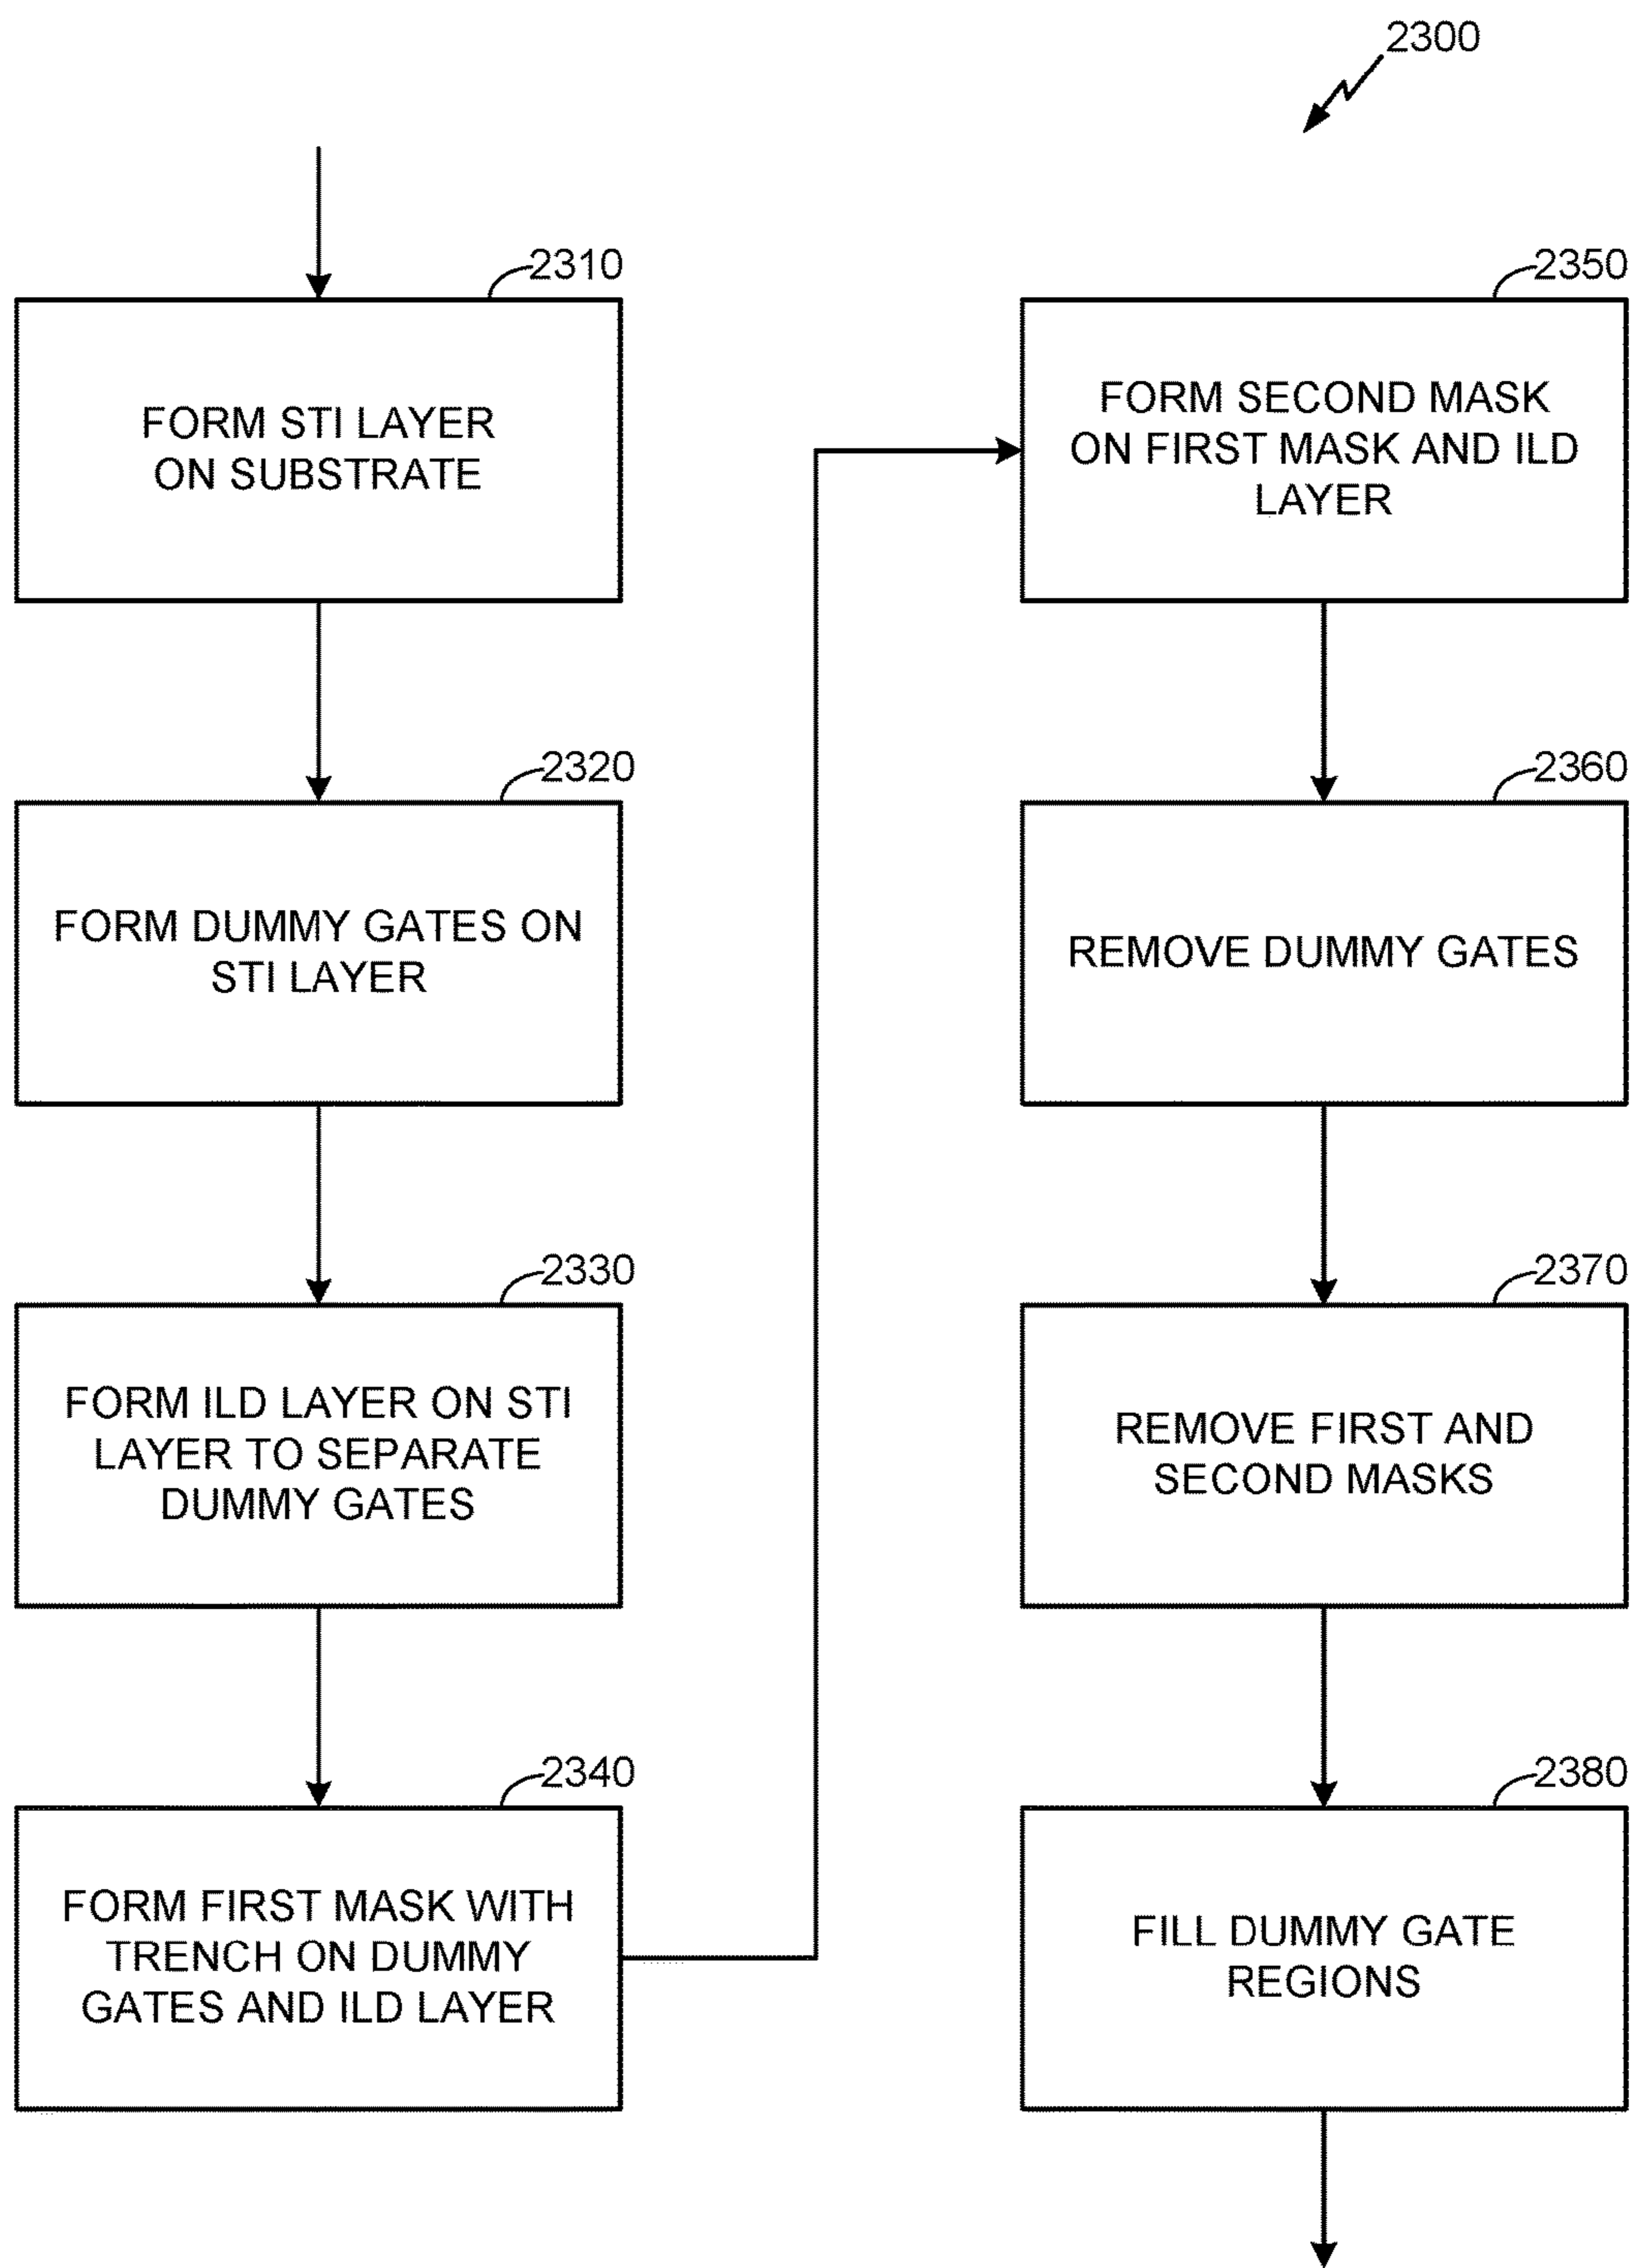 2300
2310
FORM STI LAYER
ON SUBSTRATE
2320
FORM DUMMY GATES ON
STI LAYER
2330
FORM ILD LAYER ON STI
LAYER TO SEPARATE
DUMMY GATES
2340
FORM FIRST MASK WITH
TRENCH ON DUMMY
GATES AND ILD LAYER
2350
FORM SECOND MASK
ON FIRST MASK AND ILD
LAYER
2360
REMOVE DUMMY GATES
2370
REMOVE FIRST AND
SECOND MASKS
2380
FILL DUMMY GATE
REGIONS